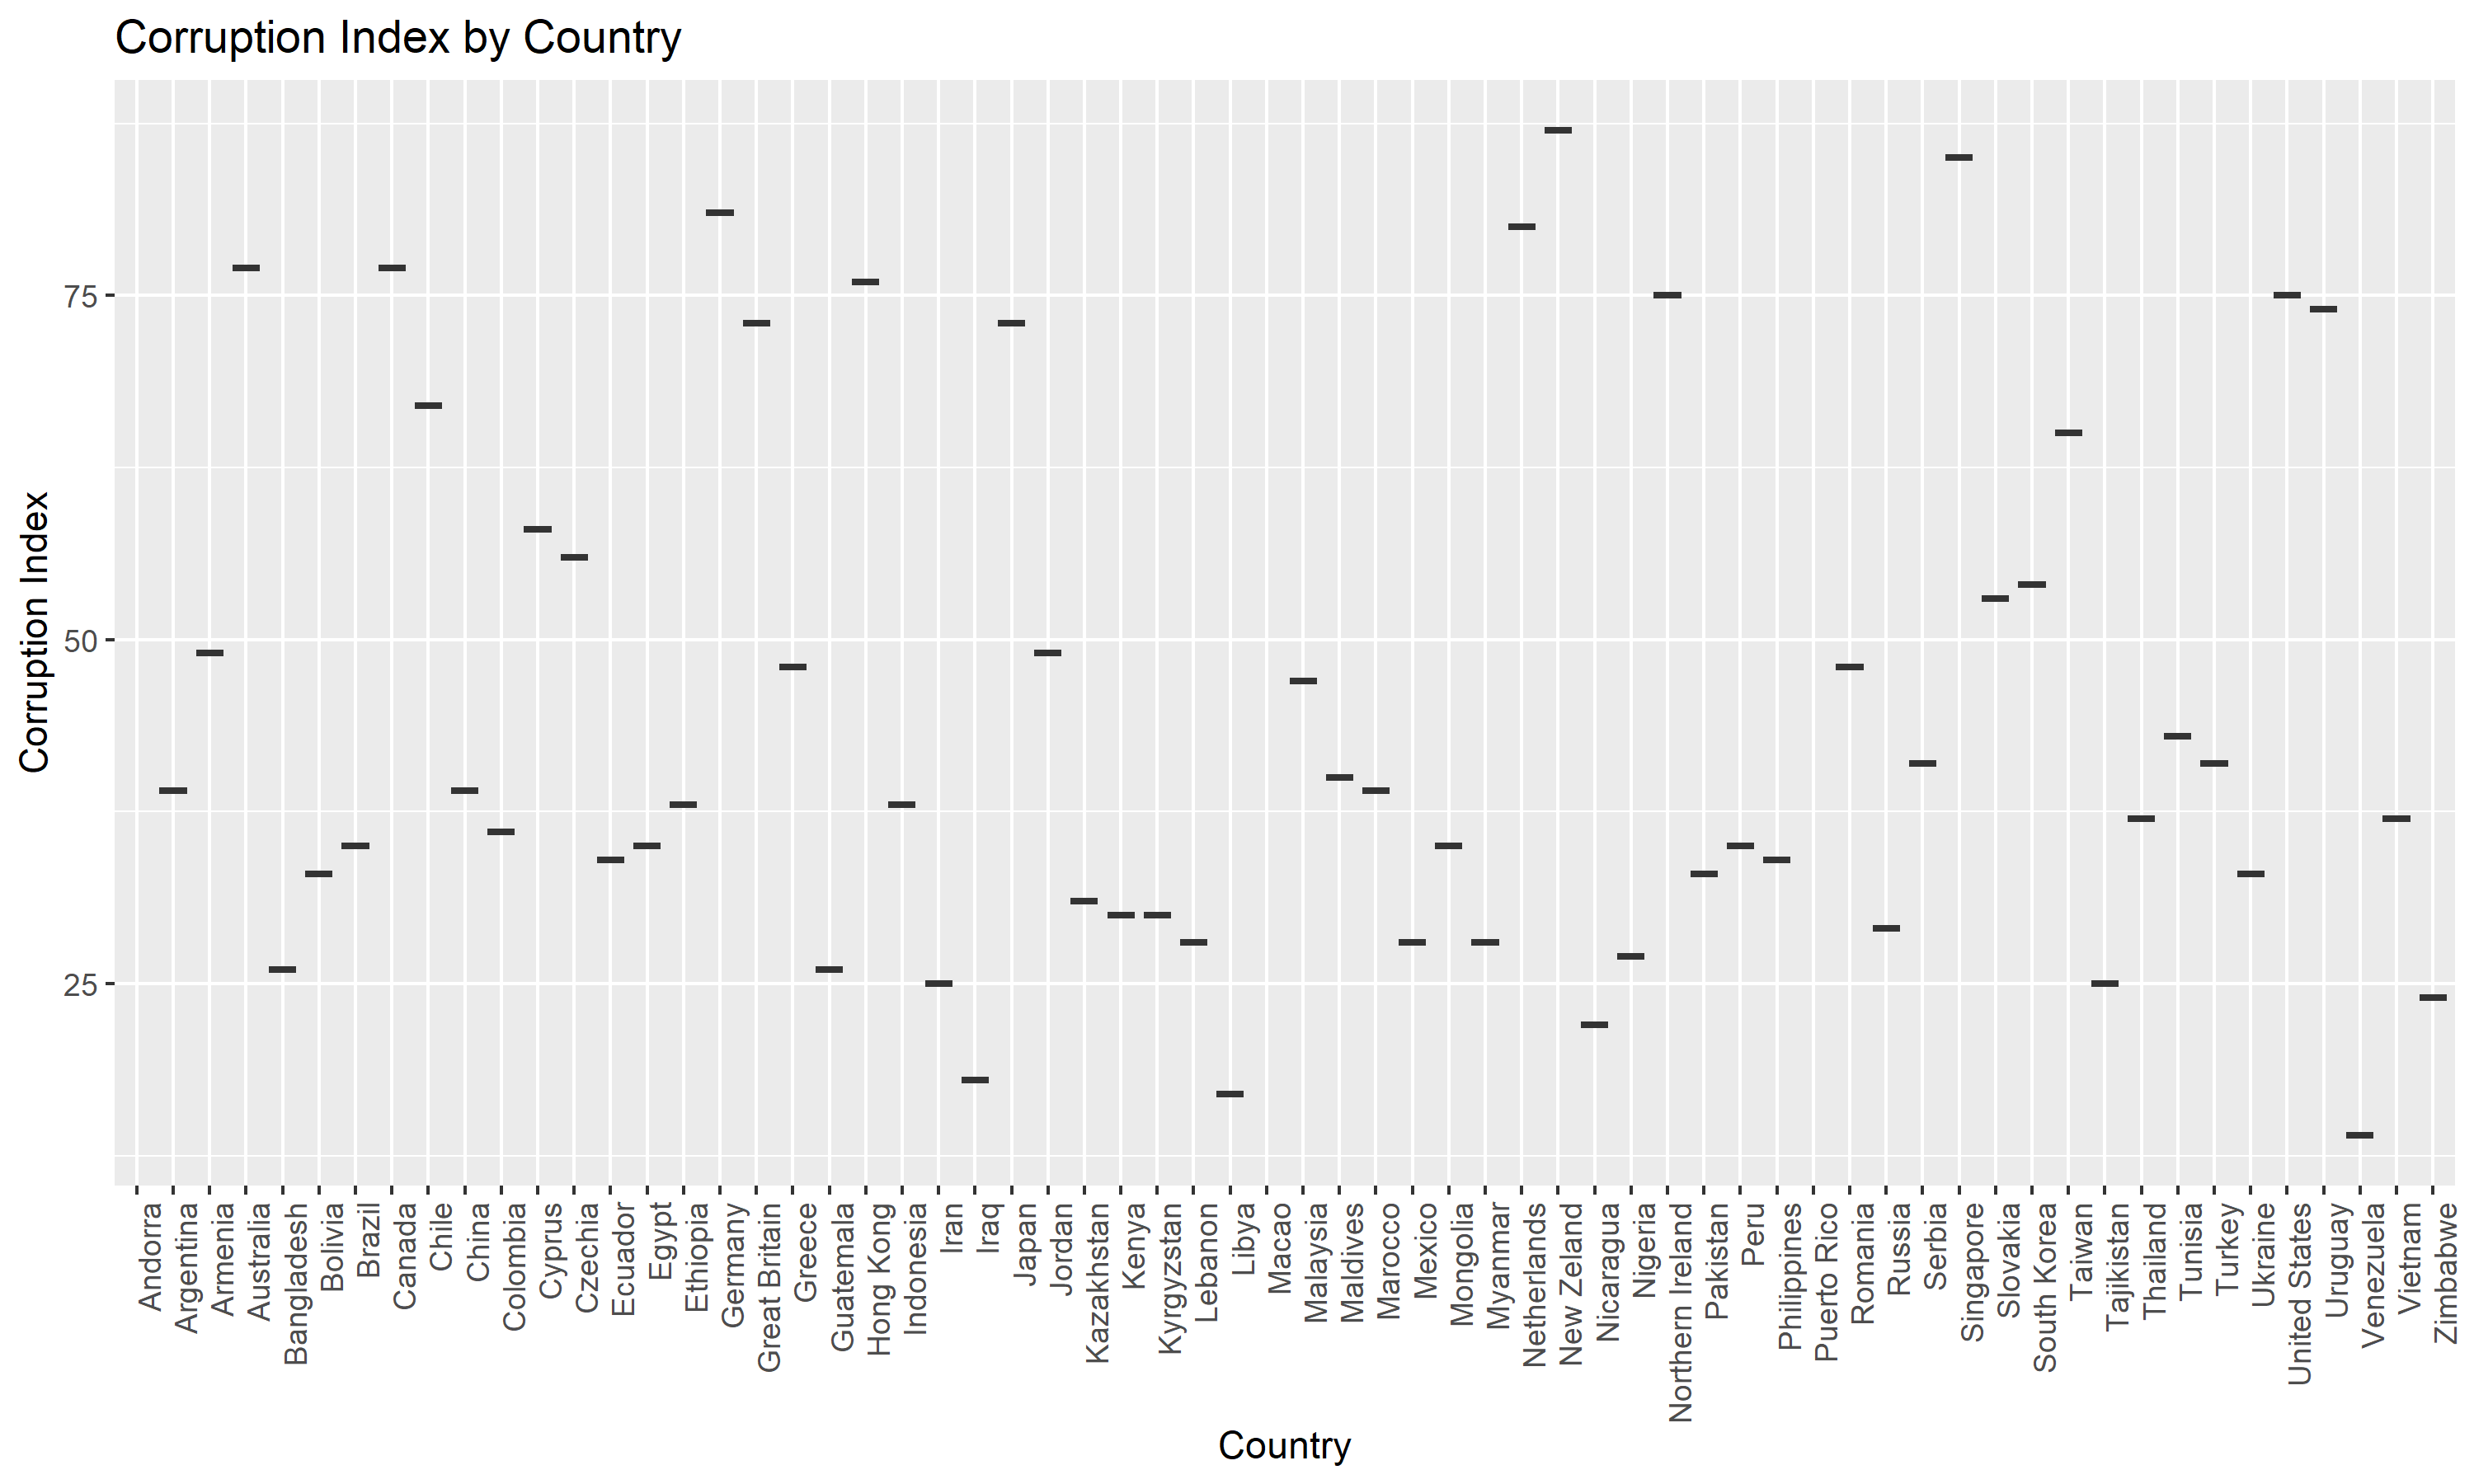 Corruption Index by Country
Corruption Index
75
50
25
Andorra
Argentina
Armenia
Australia
Bangladesh
Bolivia
Brazil
Canada
Chile
China
Colombia
Cyprus
Czechia
Ecuador
Egypt
Ethiopia
Germany
Great Britain
Greece
Guatemala
Hong Kong
Indonesia
Iran
Iraq
Japan
Jordan
Kazakhstan
Kenya
Kyrgyzstan
Lebanon
Libya
Macao
Malaysia
Maldives
Marocco
Mexico
Mongolia
Myanmar
Netherlands
New Zeland
Nicaragua
Nigeria
Northern Ireland
Pakistan
Peru
Philippines
Puerto Rico
Romania
Russia
Serbia
Singapore
Slovakia
South Korea
Taiwan
Tajikistan
Thailand
Tunisia
Turkey
Ukraine
United States
Uruguay
Venezuela
Vietnam
Zimbabwe
Country